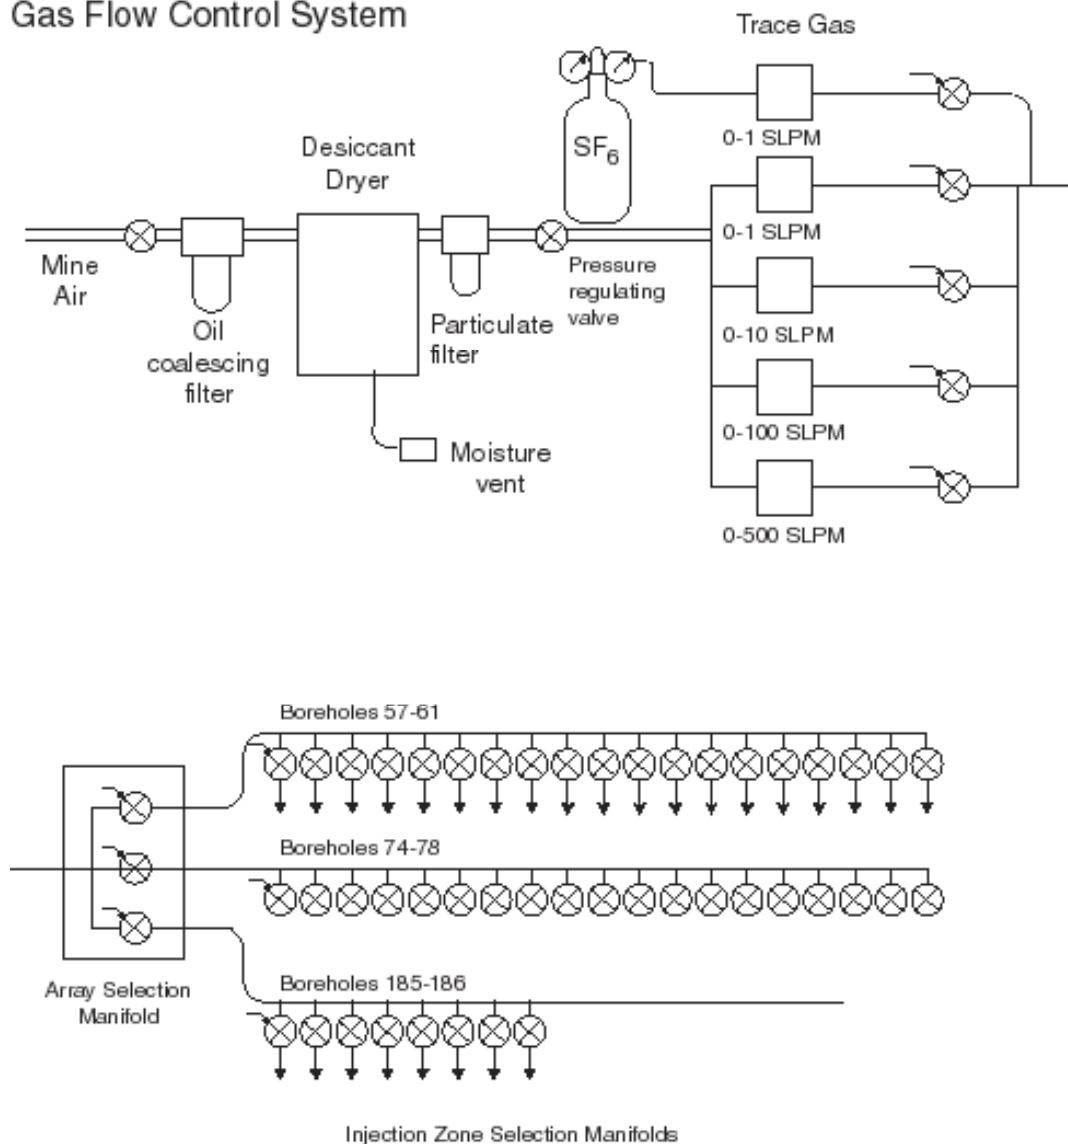 Gas Flow Control System
Trace Gas
SF6
0-1 SLPM
Desiccant
Dryer
0-1 SLPM
Mine
Air
Pressure
regulating
valve
Oil
coalescing
filter
Particulate
filter
0-10 SLPM
0-100 SLPM
Moisture
vent
0-500 SLPM
Boreholes 57-61
Boreholes 74-78
Boreholes 185-186
Array Selection
Manifold
Injection Zone Selection Manifolds